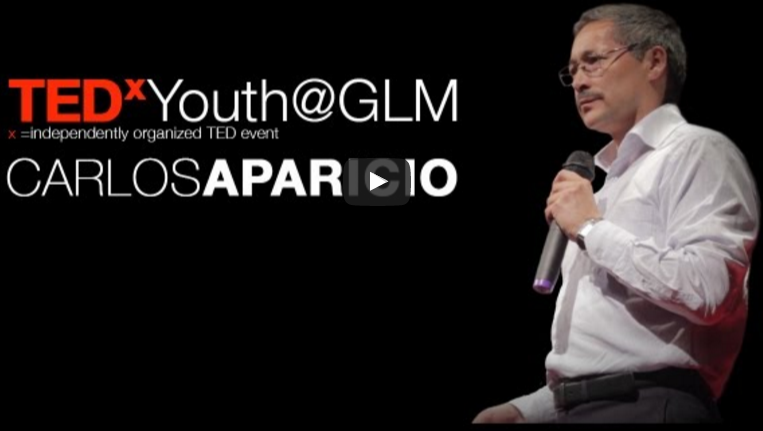 TEDxYouth@GLM
x =independently organized TED event
CARLOSAPARICIO